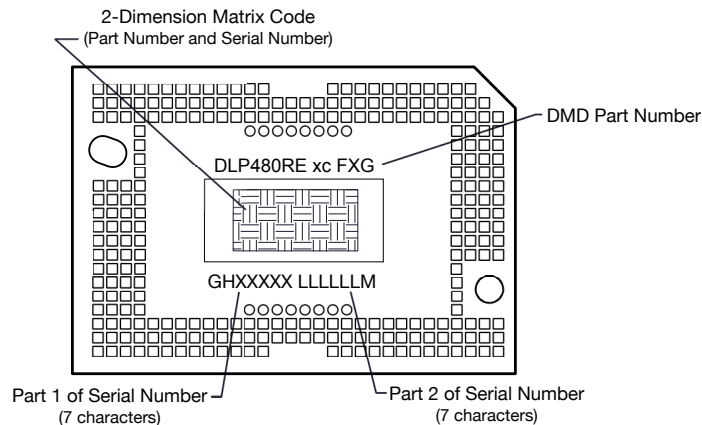 2-Dimension Matrix Code
(Part Number and Serial Number)
DMD Part Number
DLP480RE xc FXG
GHXXXXX LLLLLLM
Part 1 of Serial Number
(7 characters)
Part 2 of Serial Number
(7 characters)